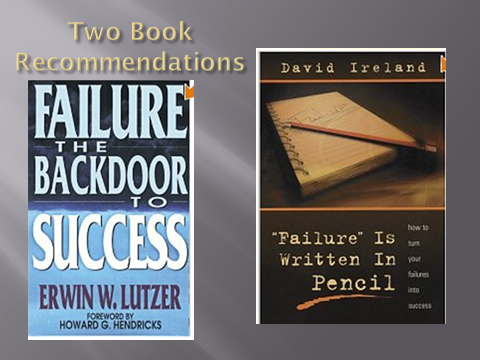 Two Book
Recommendations
FAILURE
THE
BACKDOOR
TO
SUCCESS
ERWIN W. LUTZER
FOREWORD BY
HOWARD G. HENDRICKS
David Ireland
"Failure" Is
Written In
Pencil
how to
turn
your
failures
into
success